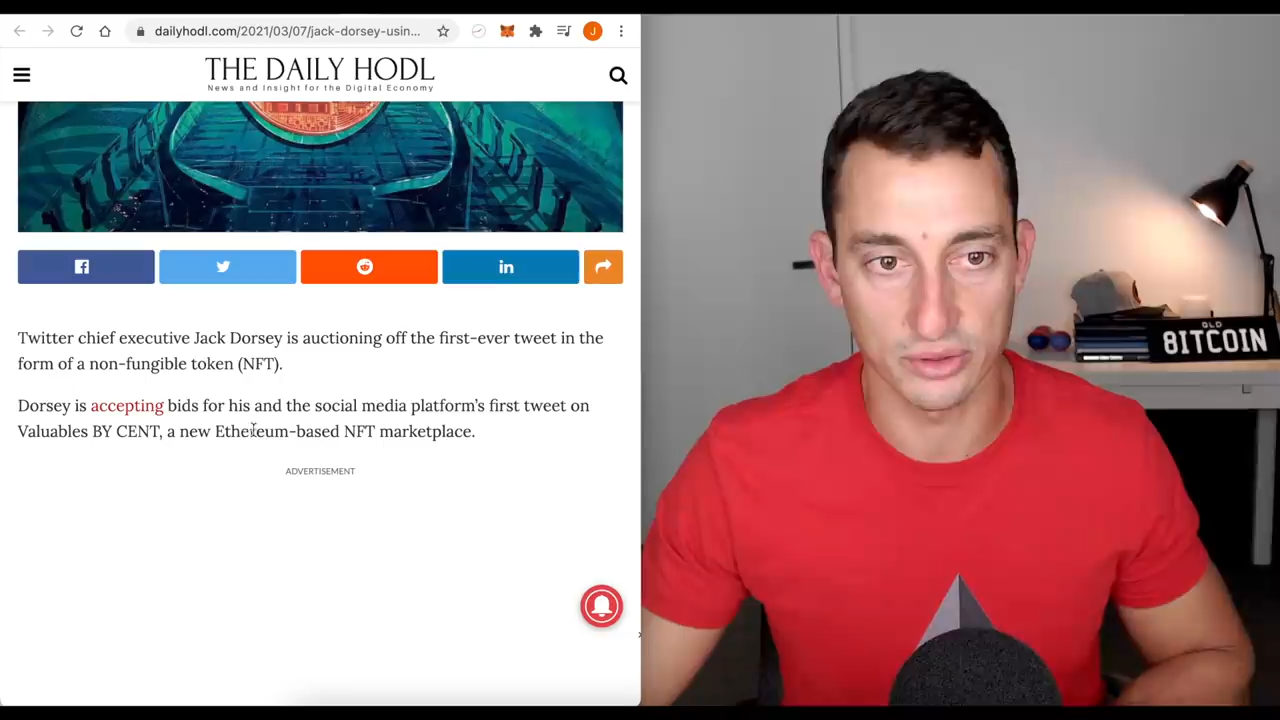 dailyhodl.com/2021/03/07/jack-dorsey-usin...
J
THE DAILY HODL
News and Insight for the Digital Economy
Twitter chief executive Jack Dorsey is auctioning off the first-ever tweet in the
form of a non-fungible token (NFT).
Dorsey is accepting bids for his and the social media platform's first tweet on
Valuables BY CENT, a new Ethereum-based NFT marketplace.
ADVERTISEMENT
QLD
BITCOIN